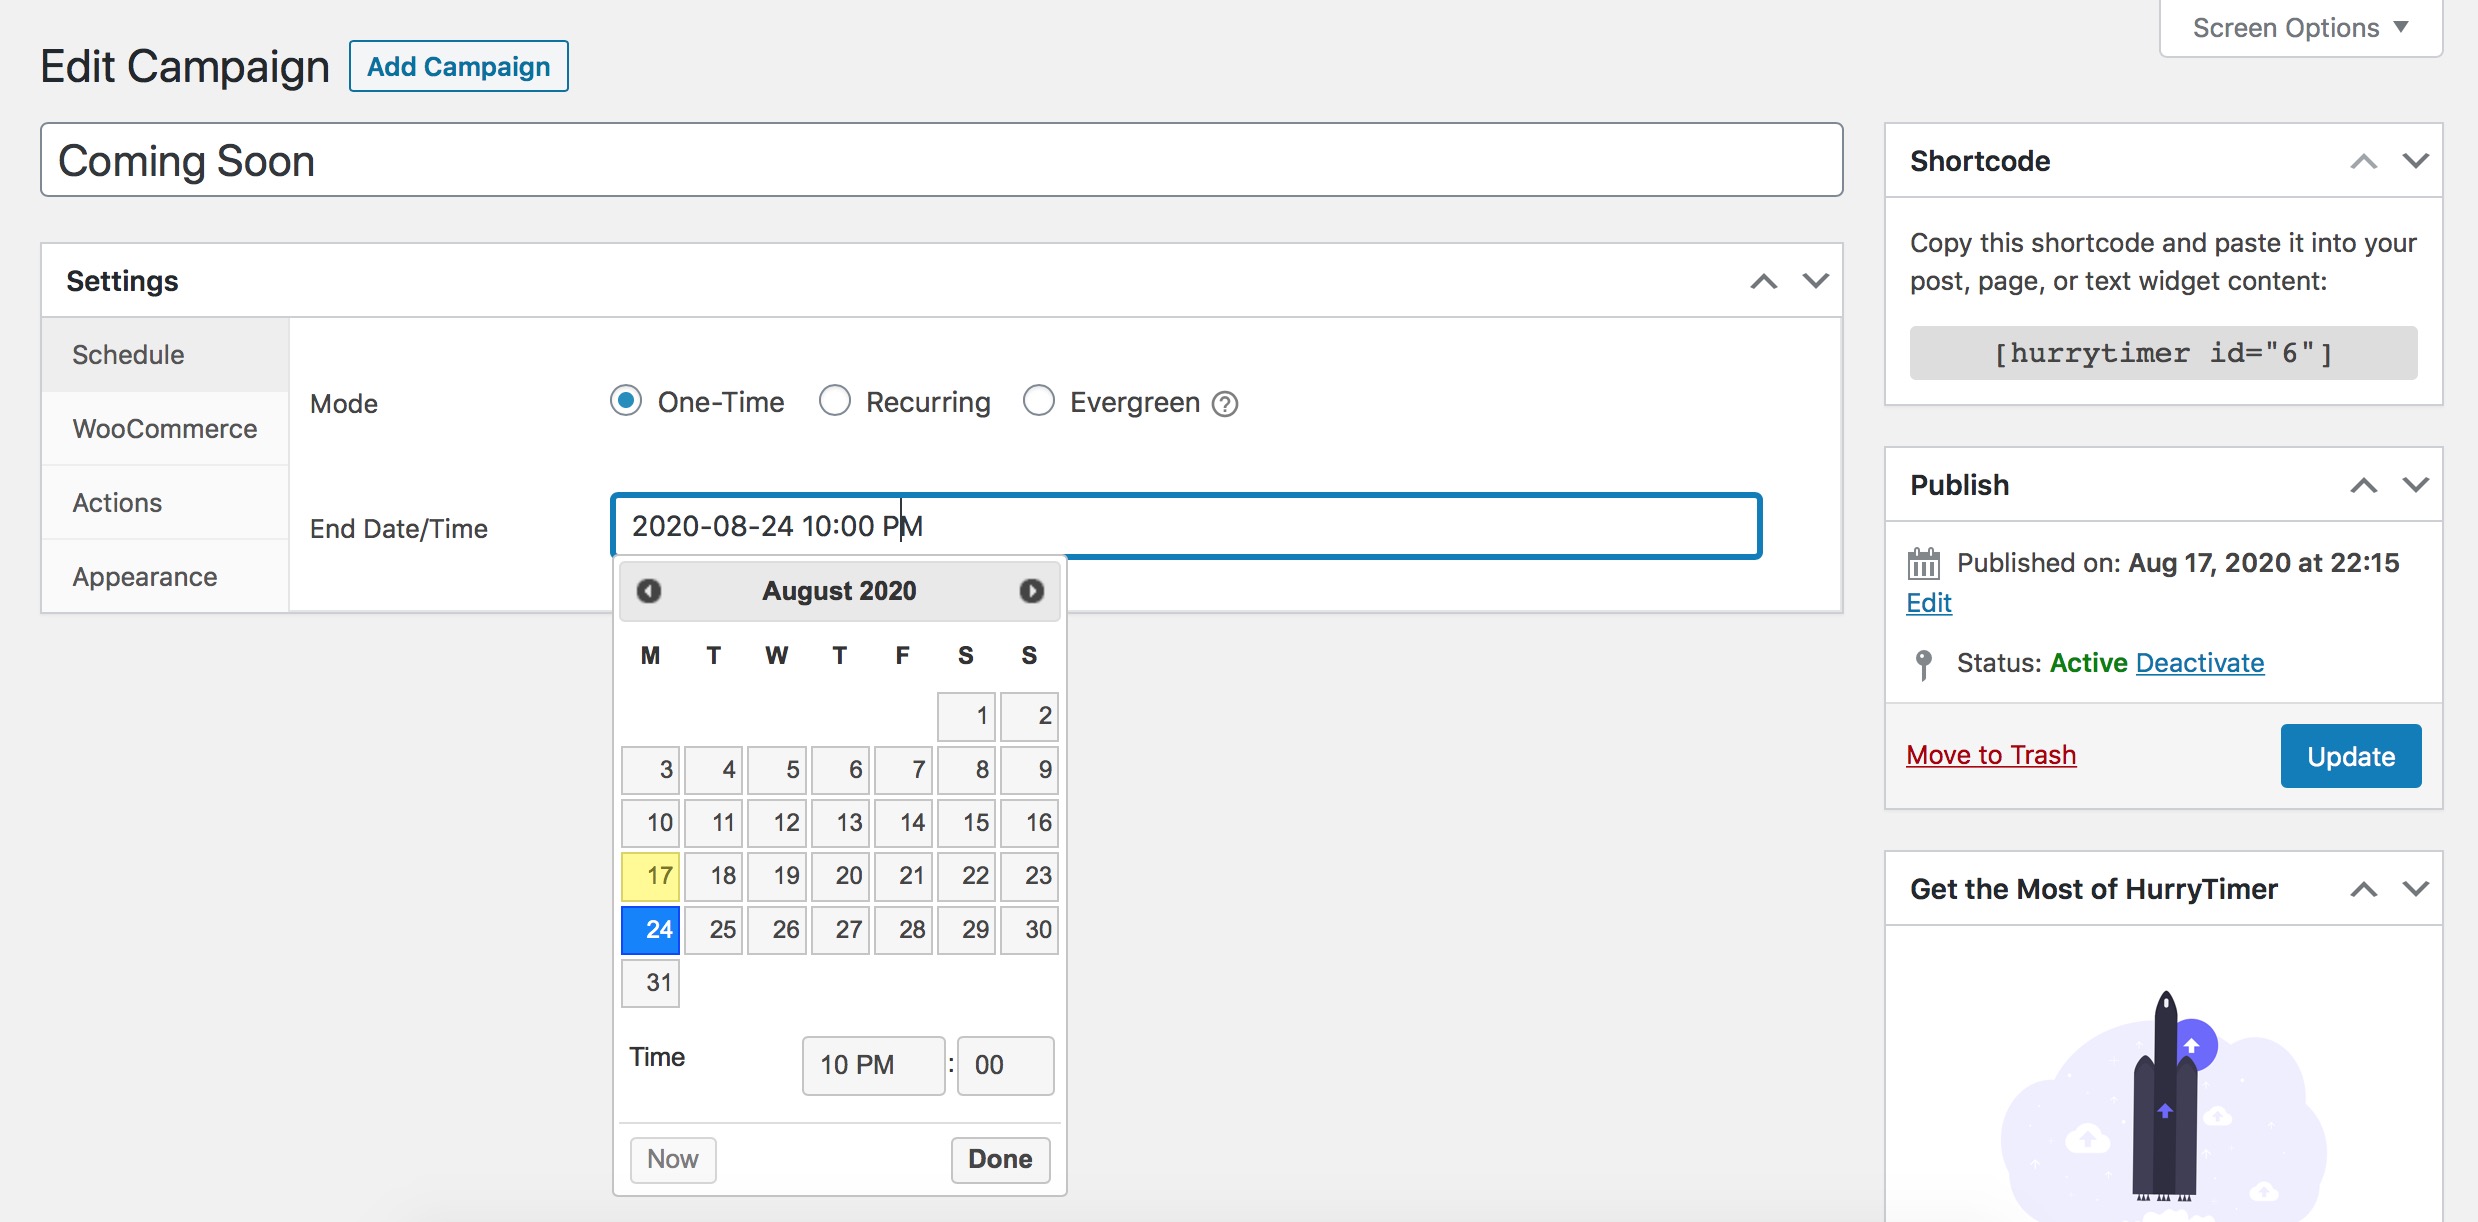 Screen Options
Edit Campaign
Add Campaign
Coming Soon
Settings
Schedule
WooCommerce
Actions
Appearance
Mode
One-Time
Recurring
Evergreen
?
End Date/Time
2020-08-24 10:00 PM
August 2020
M T W T F S S
1 2
3 4 5 6 7 8 9
10 11 12 13 14 15 16
17 18 19 20 21 22 23
24 25 26 27 28 29 30
31
Time
10 PM : 00
Now
Done
Shortcode
Copy this shortcode and paste it into your
post, page, or text widget content:
[hurrytimer id="6"]
Publish
Published on: Aug 17, 2020 at 22:15
Edit
Status: Active Deactivate
Move to Trash
Update
Get the Most of HurryTimer